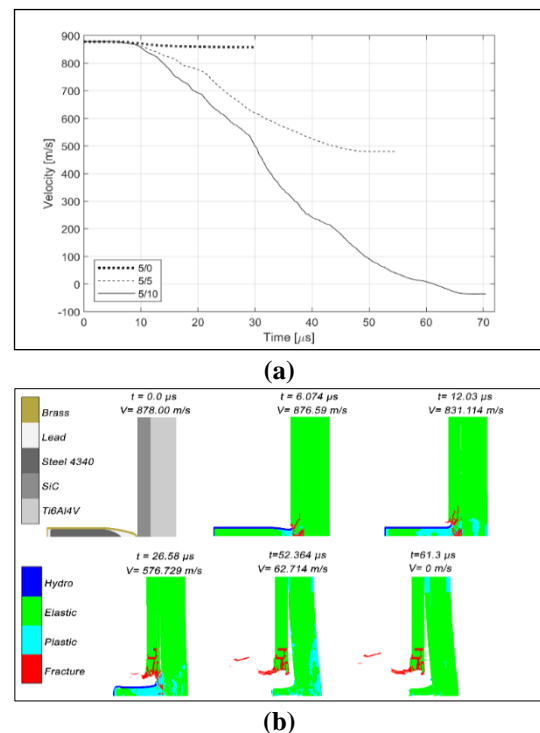 900
800
700
600
500
400
300
200
100
0
-100
Velocity [m/s]
5/0
5/5
5/10
0 10 20 30 40 50 60 70
Time [μs]
(a)
Brass
Lead
Steel 4340
SiC
Ti6Al4V
t = 0.0 μs
V= 878.00 m/s
t = 6.074 μs
V= 876.59 m/s
t = 12.03 μs
V= 831.114 m/s
Hydro
Elastic
Plastic
Fracture
t = 26.58 μs
V= 576.729 m/s
t=52.364 μs
V= 62.714 m/s
t=61.3 μs
V= 0 m/s
(b)